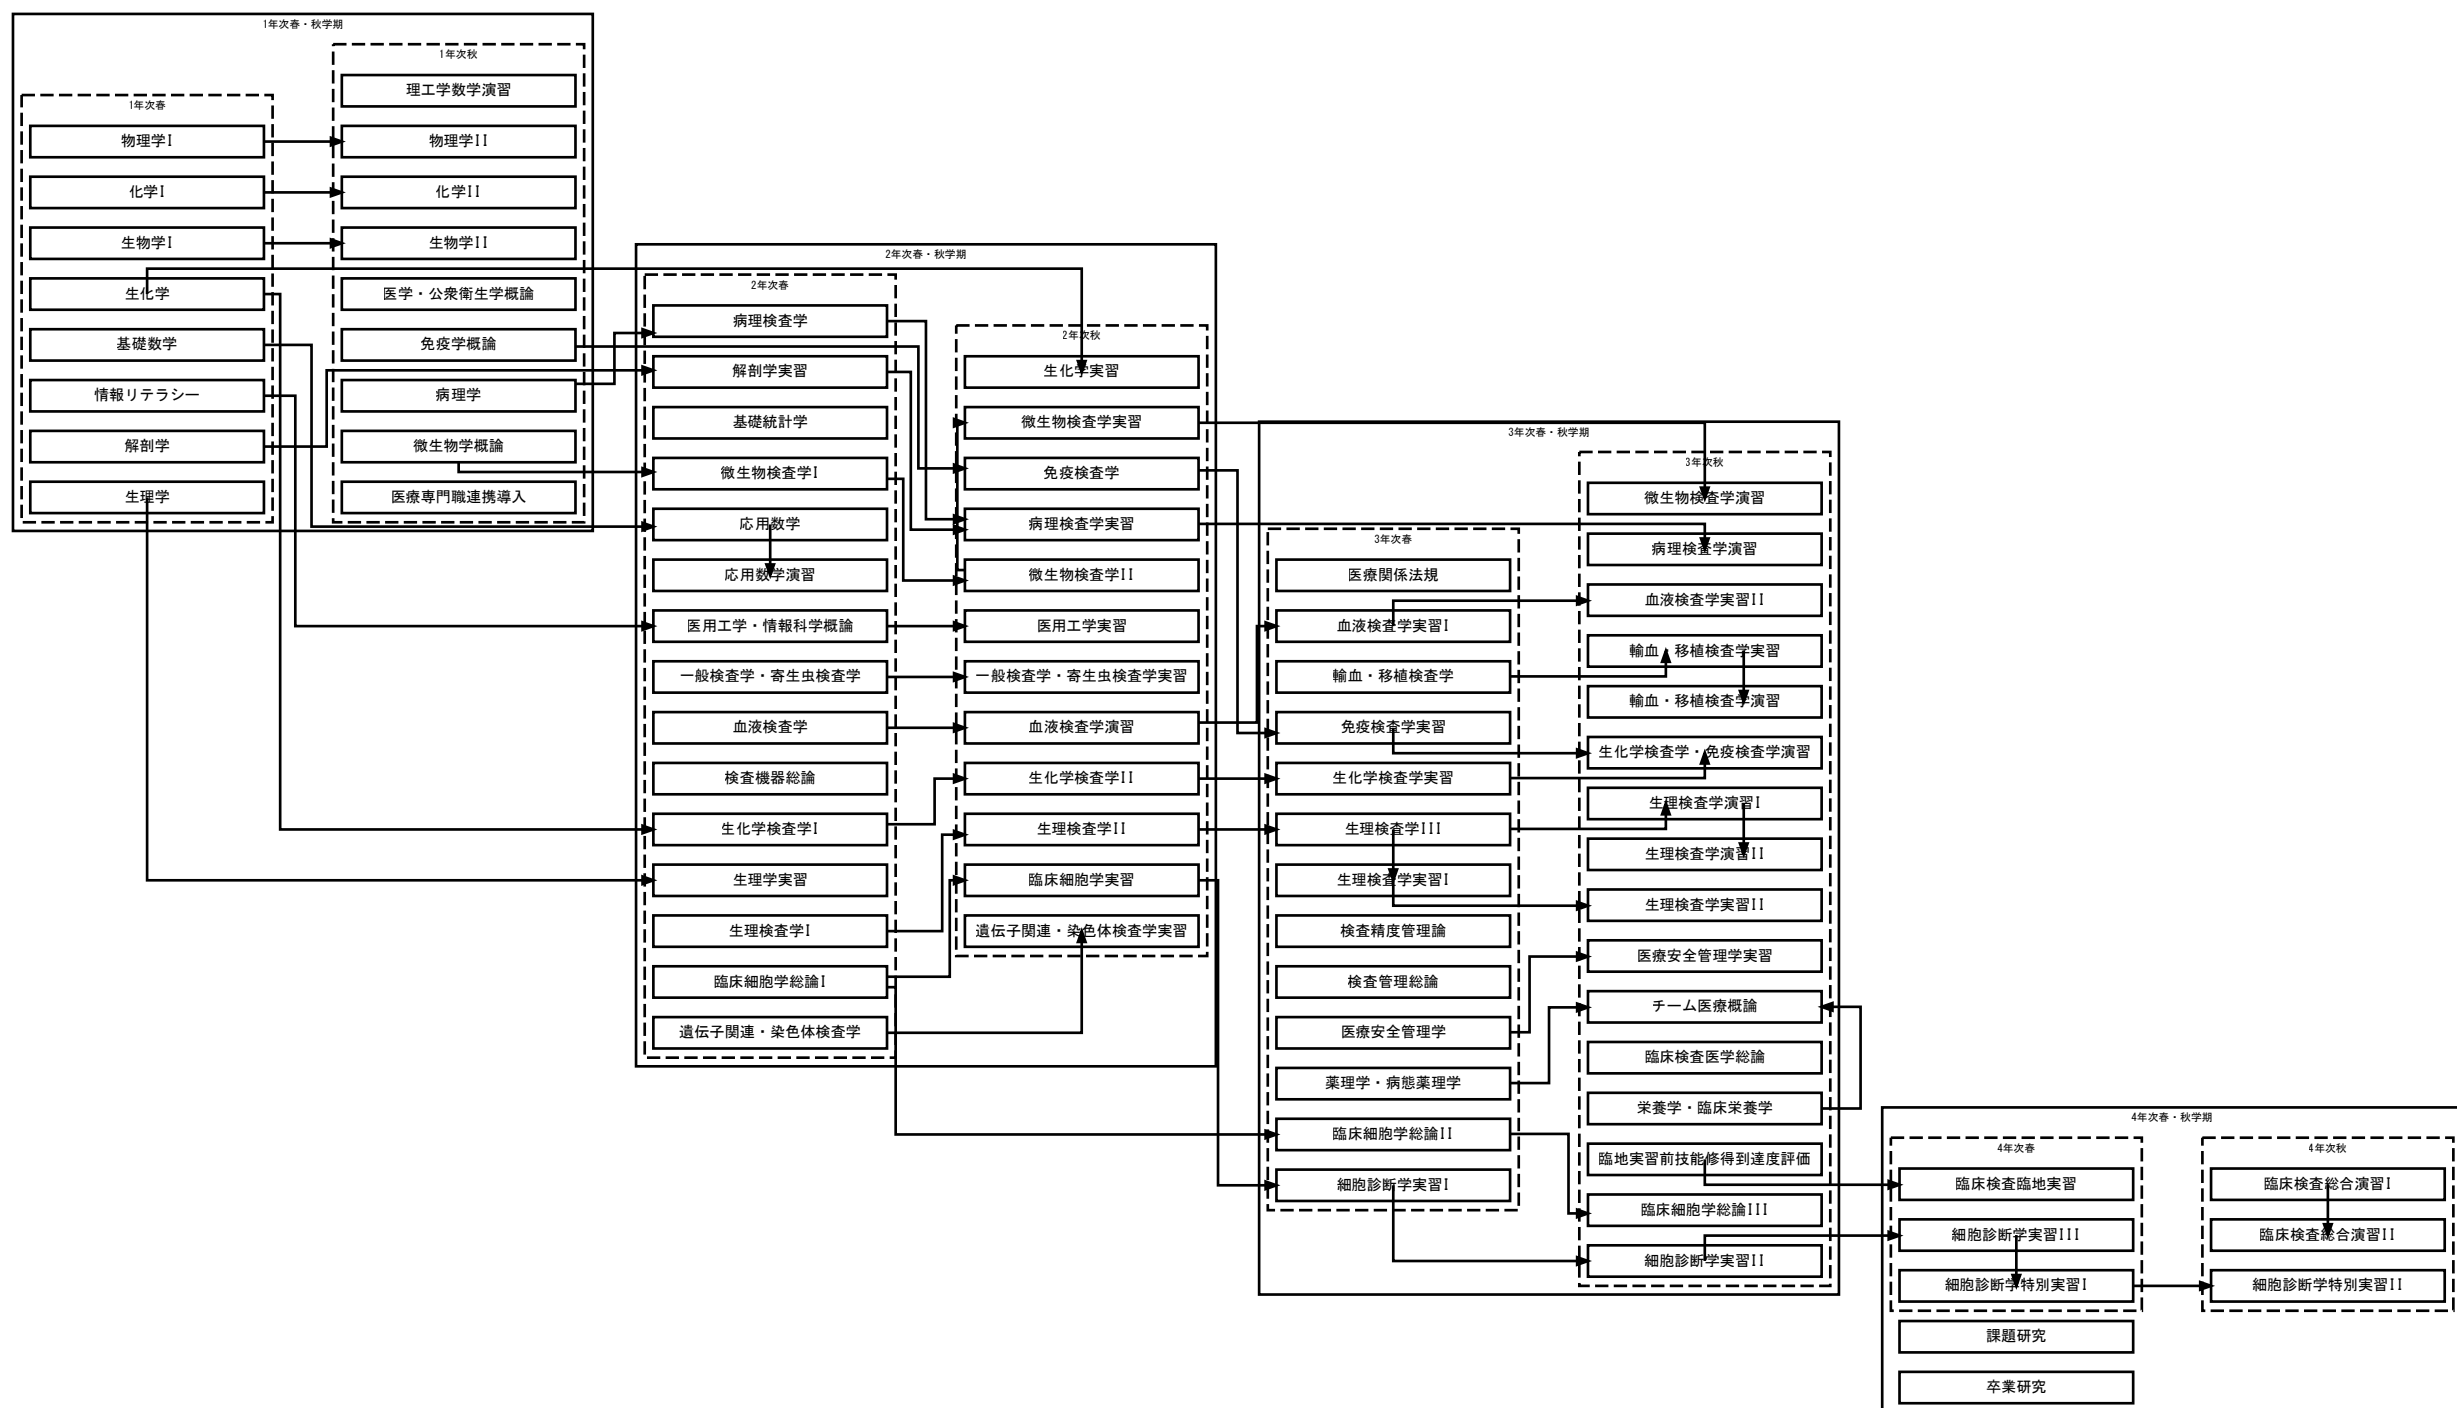 1年次春・秋学期
1年次春
物理学I
化学I
生物学I
生化学
基礎数学
情報リテラシー
解剖学
生理学
1年次秋
理工学数学演習
物理学II
化学II
生物学II
医学・公衆衛生学概論
免疫学概論
病理学
微生物学概論
医療専門職連携導入
2年次春・秋学期
2年次春
病理検査学
解剖学実習
基礎統計学
微生物検査学I
応用数学
応用数学演習
医用工学・情報科学概論
一般検査学・寄生虫検査学
血液検査学
検査機器総論
生化学検査学I
生理学実習
生理検査学I
臨床細胞学総論I
遺伝子関連・染色体検査学
2年次秋
生化学実習
微生物検査学実習
免疫検査学
病理検査学実習
微生物検査学II
医用工学実習
一般検査学・寄生虫検査学実習
血液検査学演習
生化学検査学II
生理検査学II
臨床細胞学実習
遺伝子関連・染色体検査学実習
3年次春・秋学期
3年次春
医療関係法規
血液検査学実習I
輸血・移植検査学
免疫検査学実習
生化学検査学実習
生理検査学III
生理検査学実習I
検査精度管理論
検査管理総論
医療安全管理学
薬理学・病態薬理学
臨床細胞学総論II
細胞診断学実習I
3年次秋
微生物検査学演習
病理検査学演習
血液検査学実習II
輸血・移植検査学実習
輸血・移植検査学演習
生化学検査学・免疫検査学演習
生理検査学演習I
生理検査学演習II
生理検査学実習II
医療安全管理学実習
チーム医療概論
臨床検査医学総論
栄養学・臨床栄養学
臨地実習前技能修得到達度評価
臨床細胞学総論III
細胞診断学実習II
4年次春・秋学期
4年次春
臨床検査臨地実習
細胞診断学実習III
細胞診断学特別実習I
4年次秋
臨床検査総合演習I
臨床検査総合演習II
細胞診断学特別実習II
課題研究
卒業研究